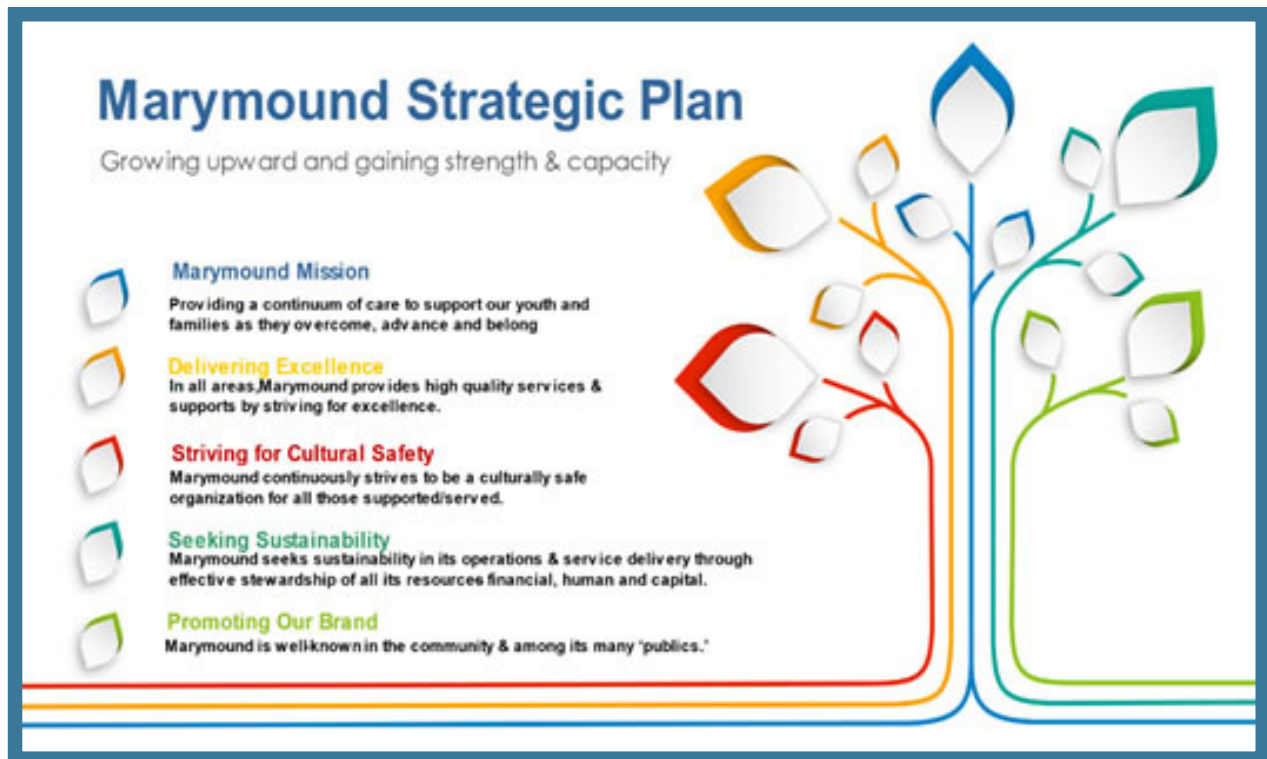 Marymound Strategic Plan
Growing upward and gaining strength & capacity
Marymound Mission
Providing a continuum of care to support our youth and
families as they overcome, advance and belong
Delivering Excellence
In all areas,Marymound provides high quality services &
supports by striving for excellence.
Striving for Cultural Safety
Marymound continuously strives to be a culturally safe
organization for all those supported/served.
Seeking Sustainability
Marymound seeks sustainability in its operations & service delivery through
effective stewardship of all its resources financial, human and capital.
Promoting Our Brand
Marymound is well-known in the community & among its many "publics."